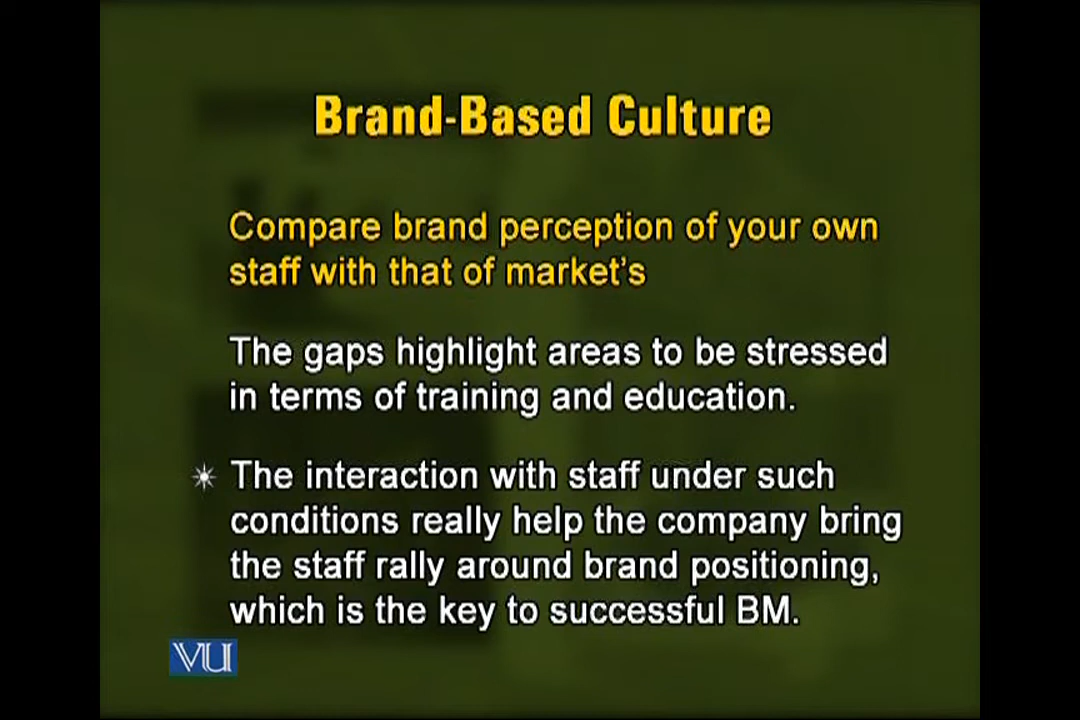 Brand-Based Culture
Compare brand perception of your own
staff with that of market's
The gaps highlight areas to be stressed
in terms of training and education.
The interaction with staff under such
conditions really help the company bring
the staff rally around brand positioning,
which is the key to successful BM.
VU